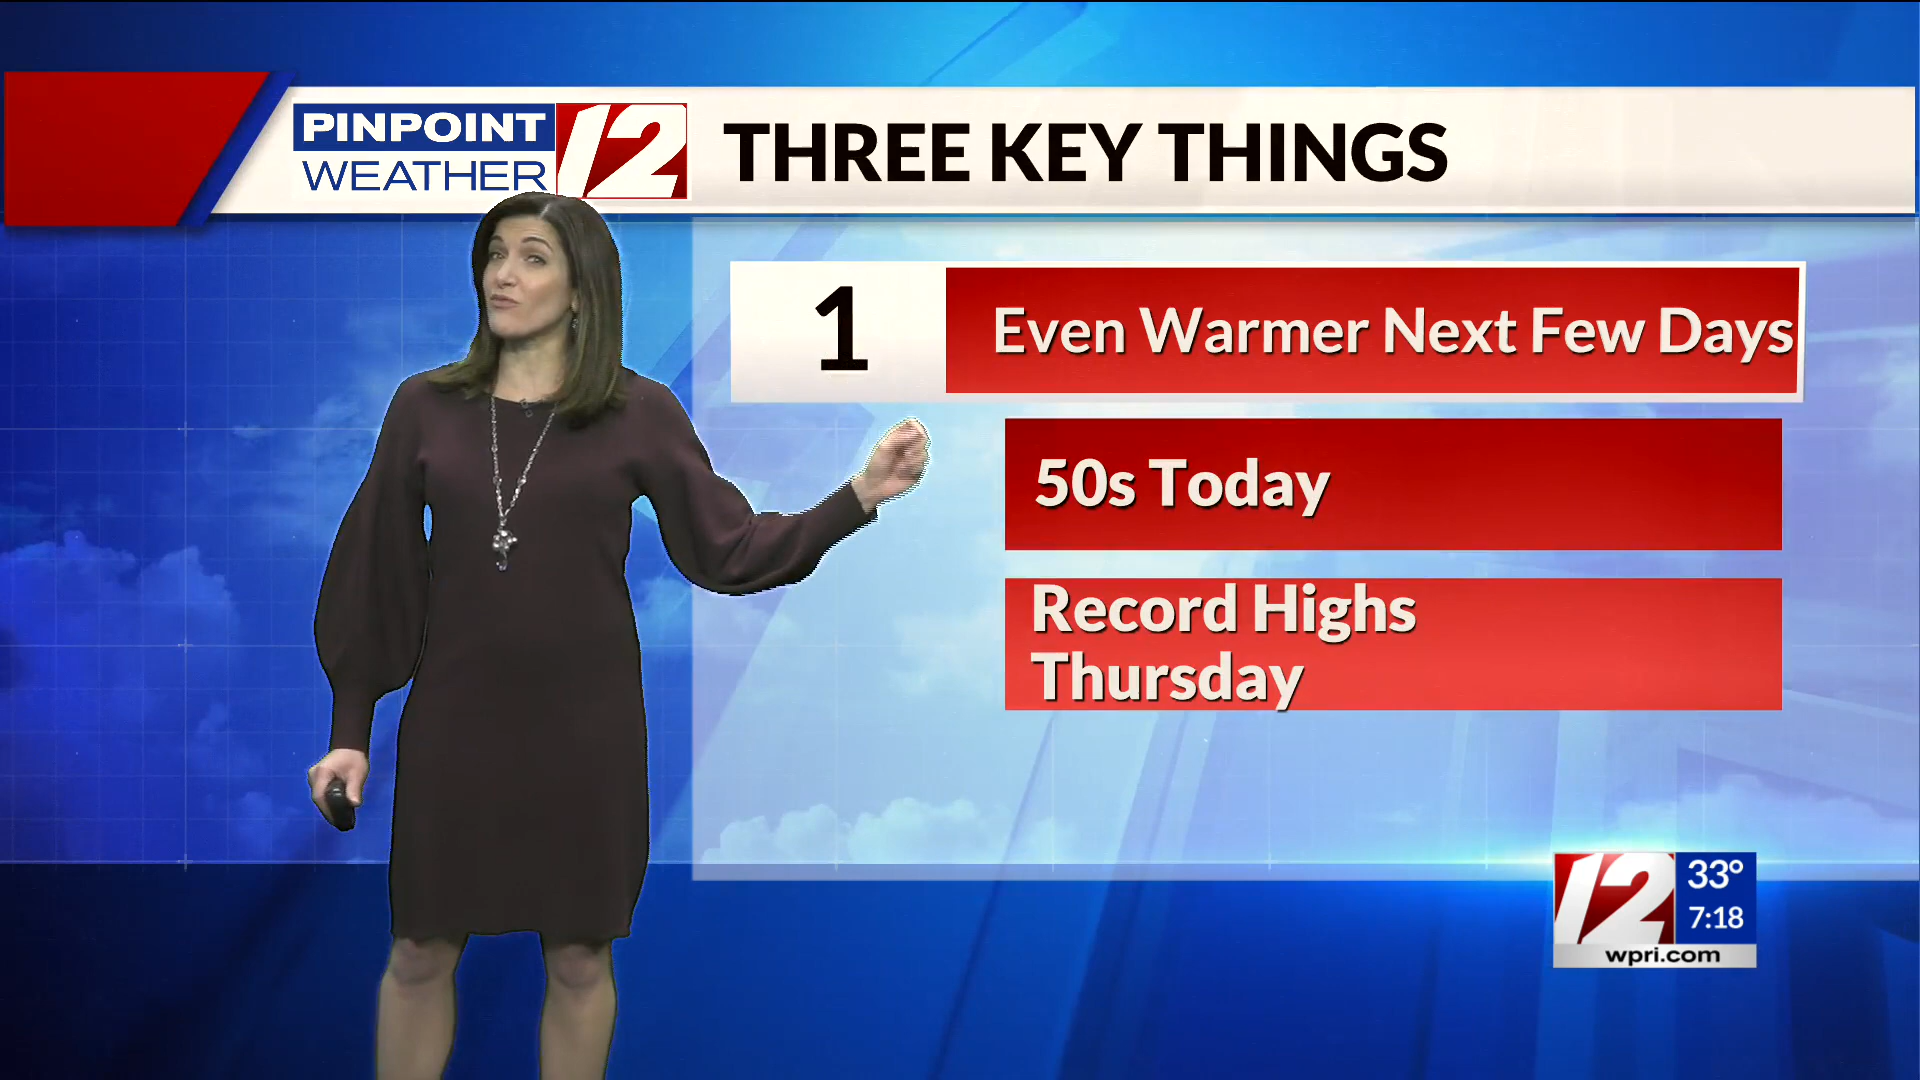 PINPOINT
WEATHER
12
THREE KEY THINGS
1
Even Warmer Next Few Days
50s Today
Record Highs
Thursday
12
33°
7:18
wpri.com